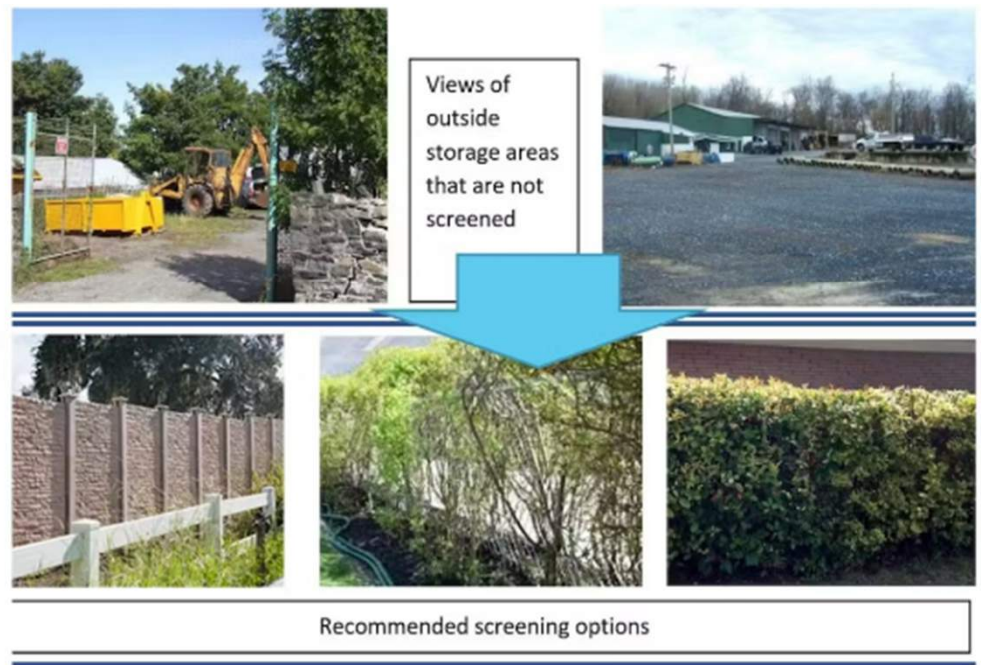 Views of
outside
storage areas
that are not
screened
Recommended screening options